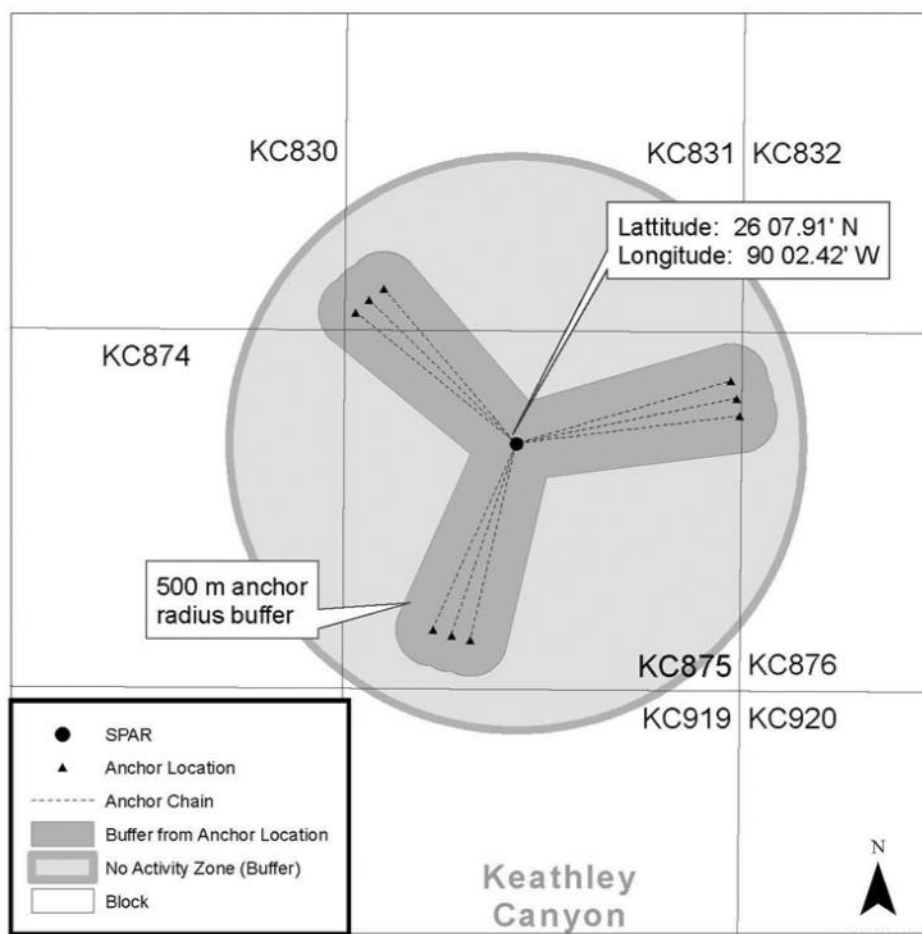 KC830
KC831
KC832
Lattitude: 26 07.91' N
Longitude: 90 02.42' W
KC874
500 m anchor
radius buffer
KC875
KC876
KC919
KC920
SPAR
Anchor Location
Anchor Chain
Buffer from Anchor Location
No Activity Zone (Buffer)
Block
Keathley
Canyon
N